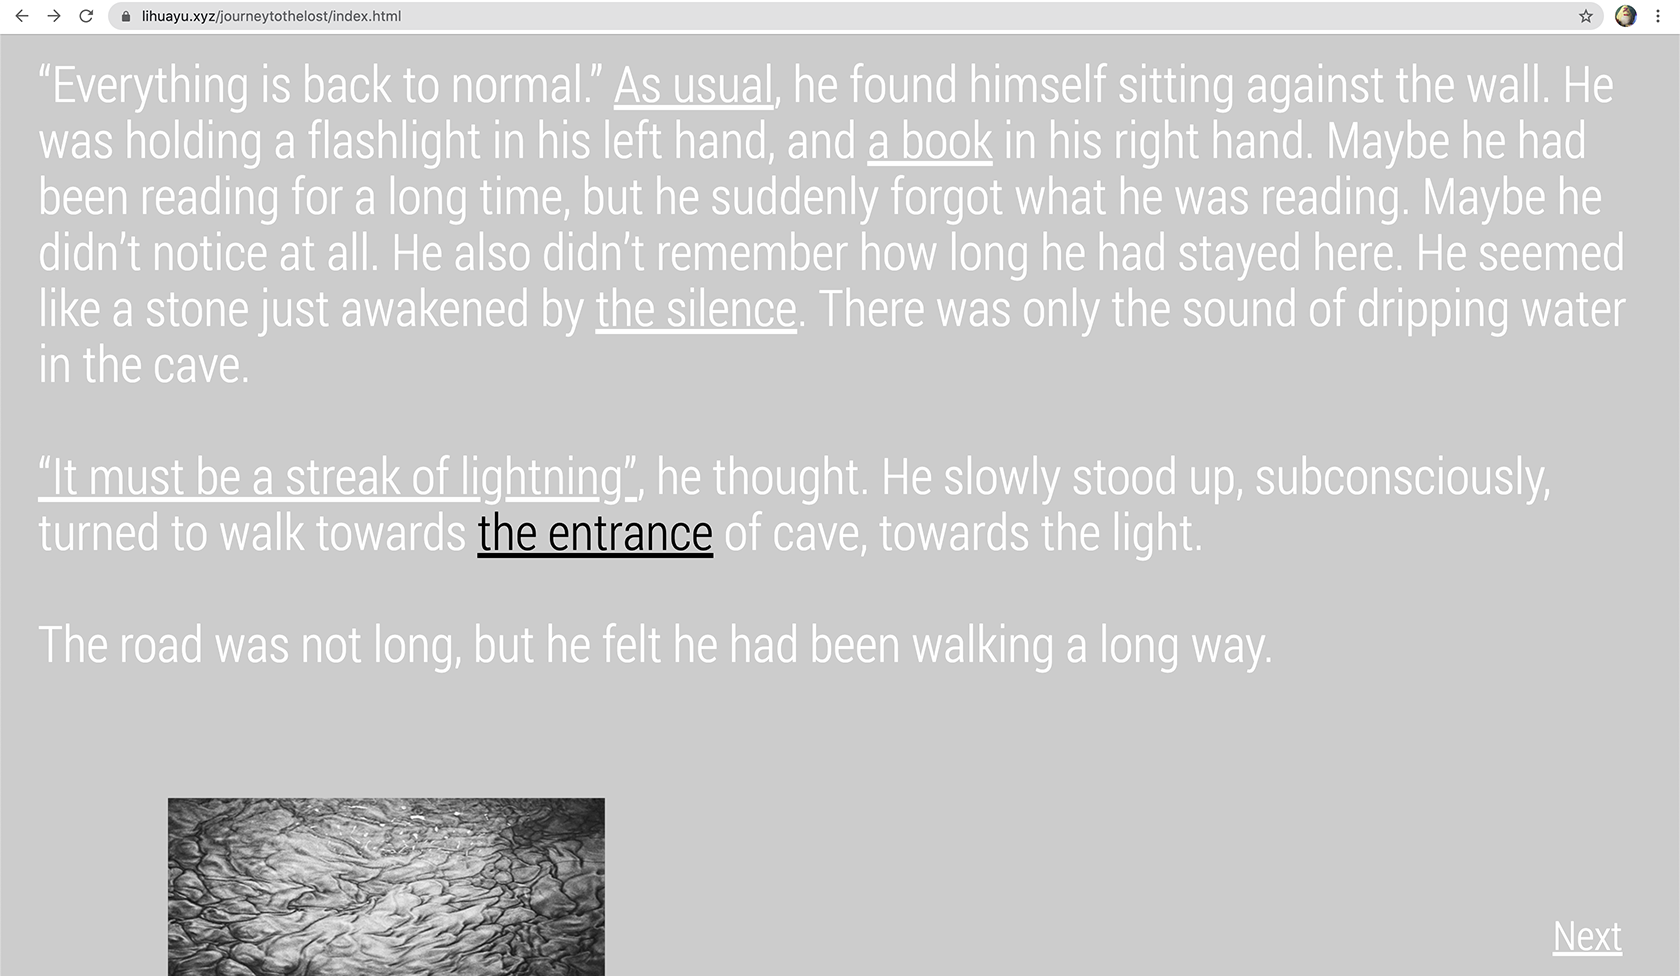 lihuayu.xyz/journeytothelost/index.html
“Everything is back to normal.” As usual, he found himself sitting against the wall. He
was holding a flashlight in his left hand, and a book in his right hand. Maybe he had
been reading for a long time, but he suddenly forgot what he was reading. Maybe he
didn’t notice at all. He also didn’t remember how long he had stayed here. He seemed
like a stone just awakened by the silence. There was only the sound of dripping water
in the cave.
“It must be a streak of lightning”, he thought. He slowly stood up, subconsciously,
turned to walk towards the entrance of cave, towards the light.
The road was not long, but he felt he had been walking a long way.
Next